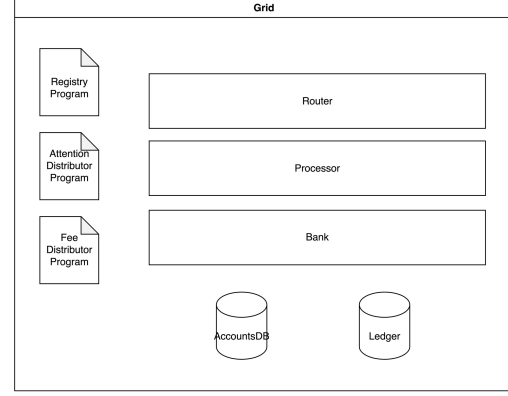 Grid
Registry
Program
Router
Attention
Distributor
Program
Processor
Fee
Distributor
Program
Bank
AccountsDB
Ledger